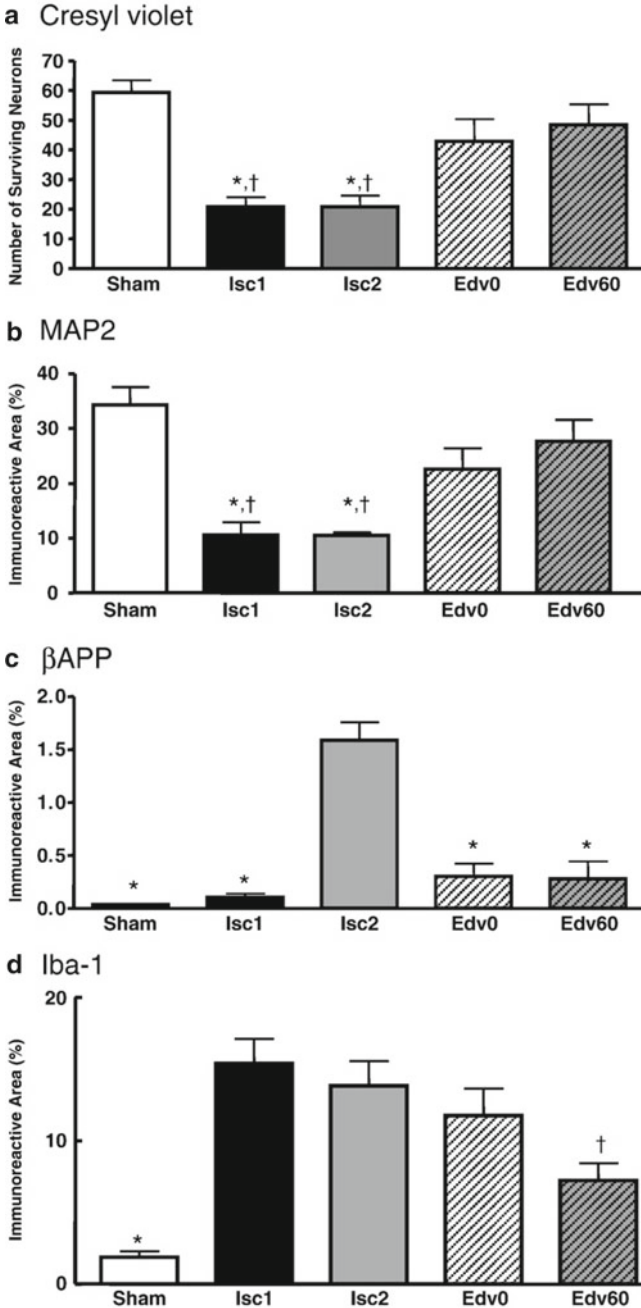 a Cresyl violet
Number of Surviving Neurons
70
60
50
40
30
20
10
0
*,† *,†
Sham Isc1 Isc2 Edv0 Edv60
b MAP2
Immunoreactive Area (%)
40
30
20
10
0
*,† *,†
Sham Isc1 Isc2 Edv0 Edv60
c βAPP
Immunoreactive Area (%)
2.0
1.5
1.0
0.5
0.0
* * * *
Sham Isc1 Isc2 Edv0 Edv60
d Iba-1
Immunoreactive Area (%)
20
10
0
* †
Sham Isc1 Isc2 Edv0 Edv60